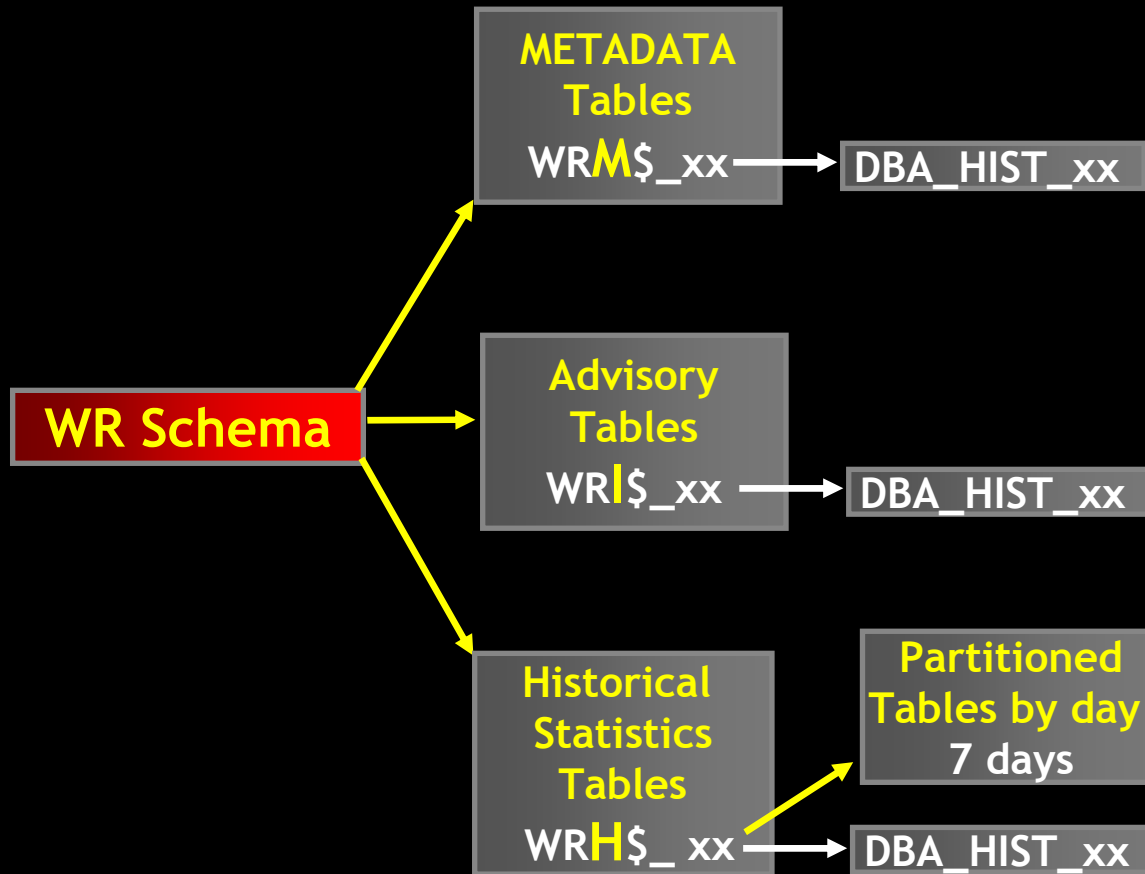 METADATA
Tables
WRM$_xx
DBA_HIST_xx
WR Schema
Advisory
Tables
WRI$_xx
DBA_HIST_xx
Historical
Statistics
Tables
WRH$_ xx
Partitioned
Tables by day
7 days
DBA_HIST_xx